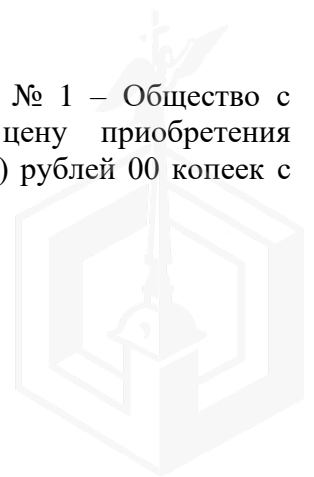 № 1 – Общество с
цену приобретения
) рублей 00 копеек с